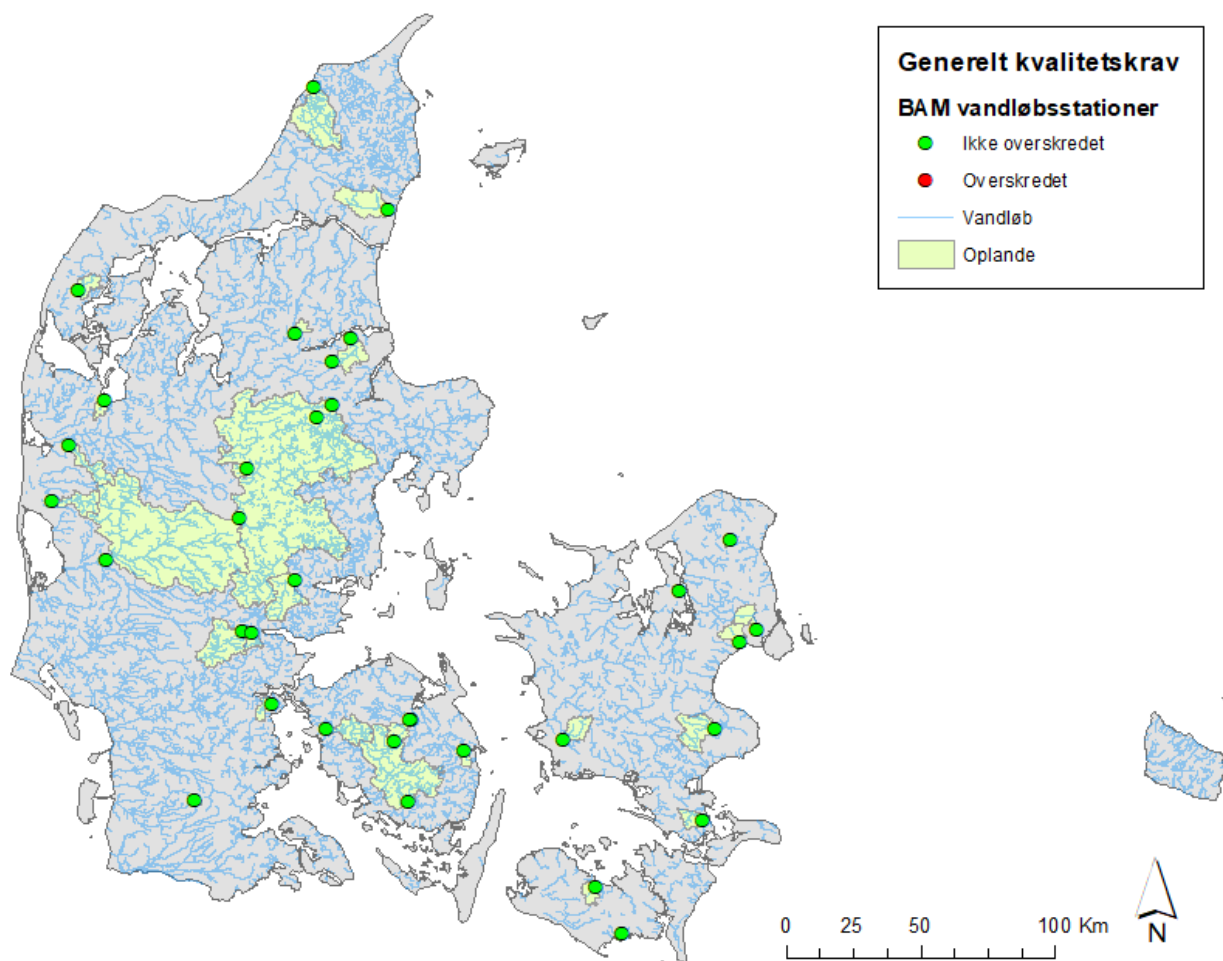 Generelt kvalitetskrav
BAM vandløbsstationer
Ikke overskredet
Overskredet
Vandløb
Oplande
0 25 50 100 Km
N